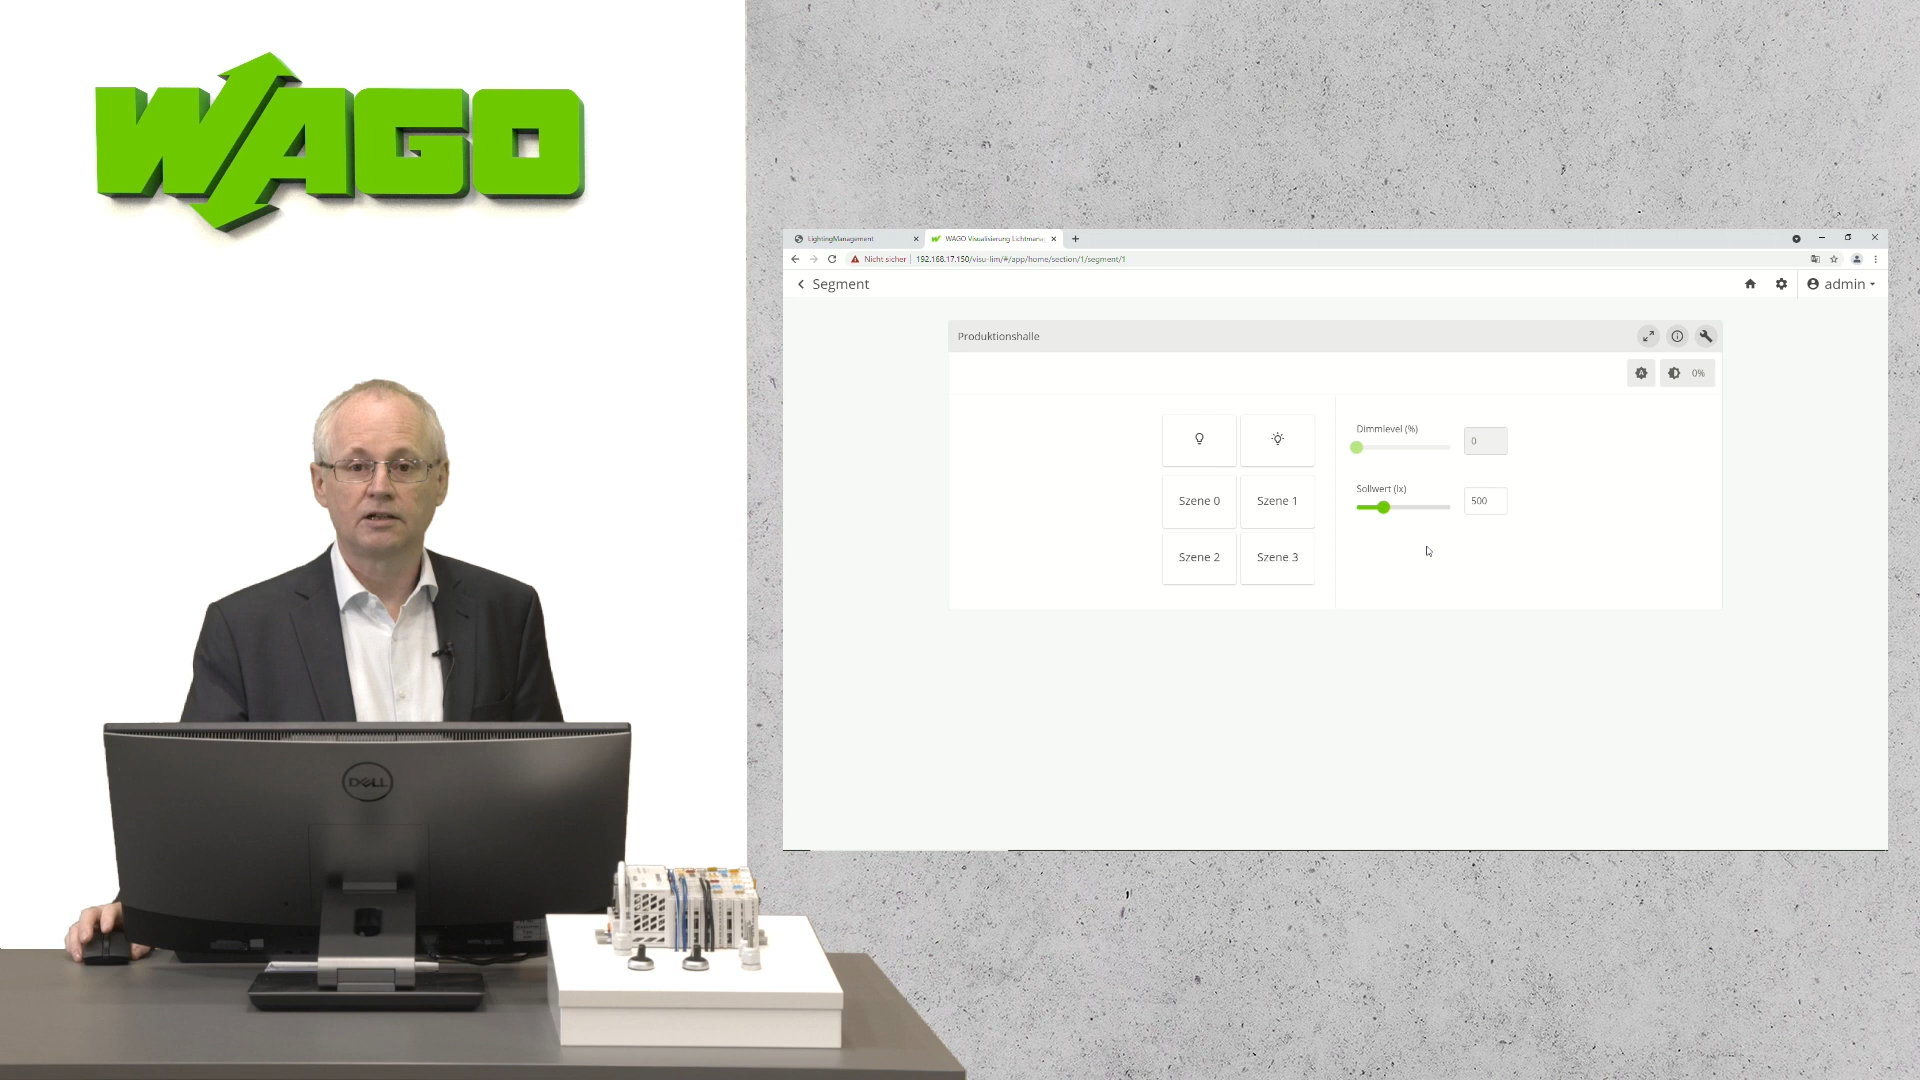 WAGO
LightingManagement
WAGO Visualisierung Lichtmana
Nicht sicher
192.168.17.150/visu-lim/#/app/home/section/1/segment/1
Segment
admin
Produktionshalle
0%
Dimmlevel (%)
0
Sollwert (lx)
500
Szene 0
Szene 1
Szene 2
Szene 3
DELL